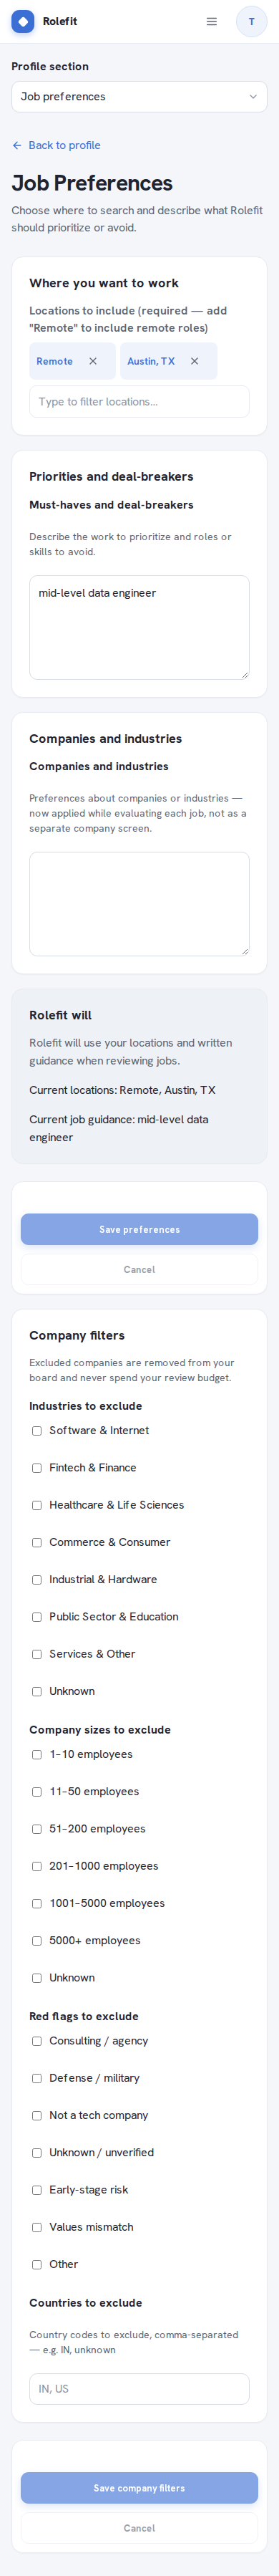 Rolefit
T
Profile section
Job preferences
Back to profile
Job Preferences
Choose where to search and describe what Rolefit
should prioritize or avoid.
Where you want to work
Locations to include (required — add
"Remote" to include remote roles)
Remote
Austin, TX
Type to filter locations...
Priorities and deal-breakers
Must-haves and deal-breakers
Describe the work to prioritize and roles or
skills to avoid.
mid-level data engineer
Companies and industries
Companies and industries
Preferences about companies or industries —
now applied while evaluating each job, not as a
separate company screen.
Rolefit will
Rolefit will use your locations and written
guidance when reviewing jobs.
Current locations: Remote, Austin, TX
Current job guidance: mid-level data
engineer
Save preferences
Cancel
Company filters
Excluded companies are removed from your
board and never spend your review budget.
Industries to exclude
Software & Internet
Fintech & Finance
Healthcare & Life Sciences
Commerce & Consumer
Industrial & Hardware
Public Sector & Education
Services & Other
Unknown
Company sizes to exclude
1–10 employees
11–50 employees
51–200 employees
201–1000 employees
1001–5000 employees
5000+ employees
Unknown
Red flags to exclude
Consulting / agency
Defense / military
Not a tech company
Unknown / unverified
Early-stage risk
Values mismatch
Other
Countries to exclude
Country codes to exclude, comma-separated
— e.g. IN, unknown
IN, US
Save company filters
Cancel